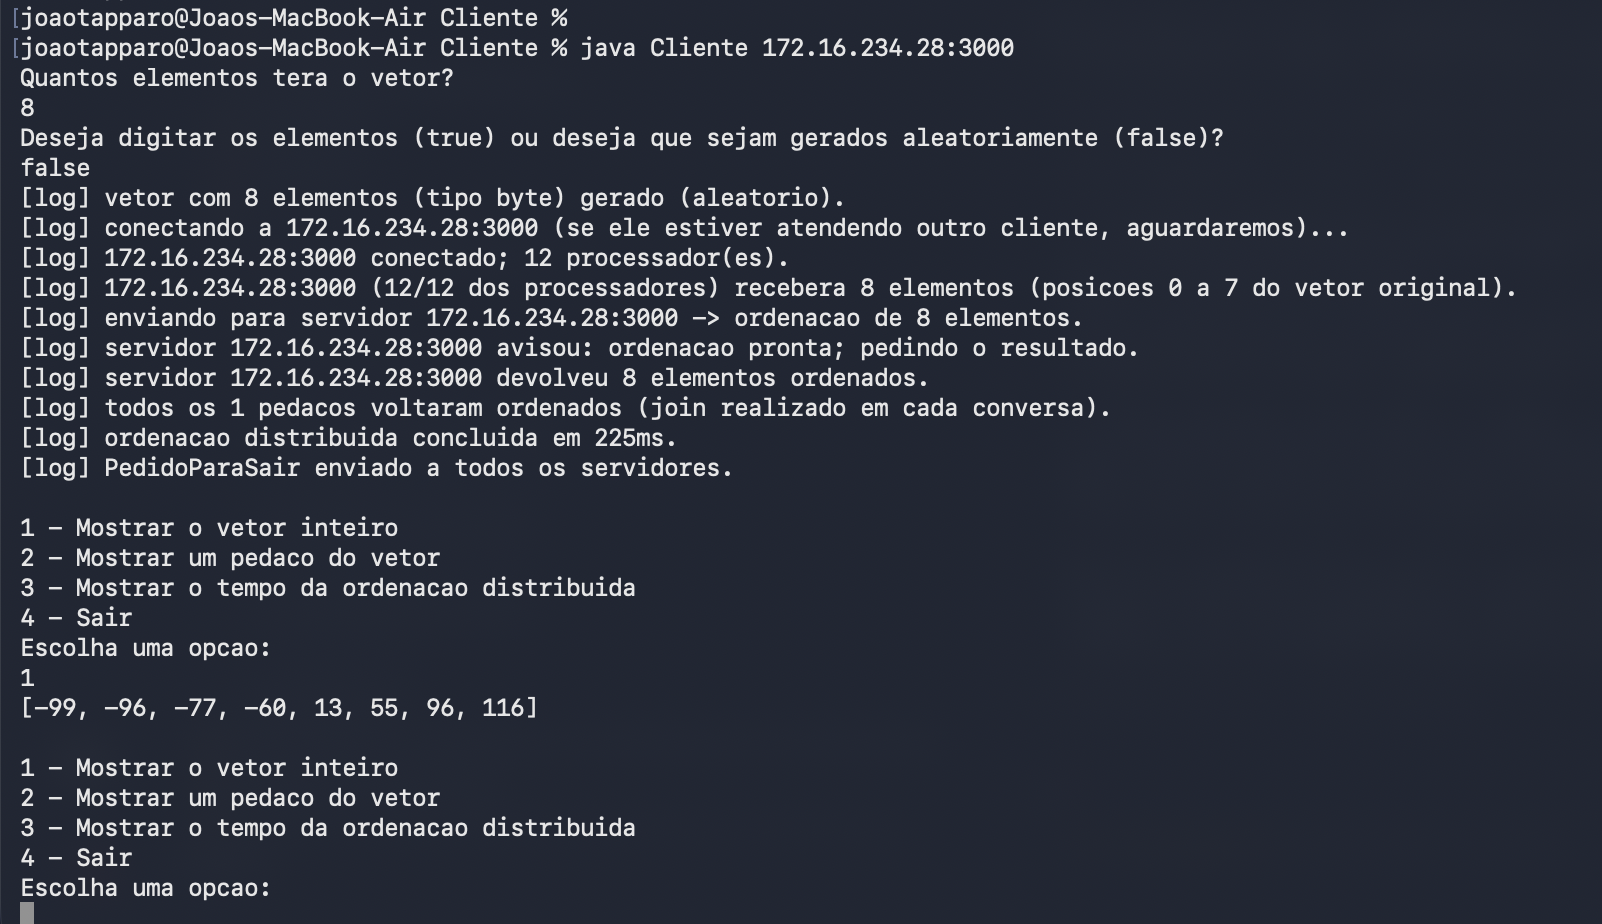 [joaotapparo@Joaos-MacBook-Air Cliente %
[joaotapparo@Joaos-MacBook-Air Cliente % java Cliente 172.16.234.28:3000
Quantos elementos tera o vetor?
8
Deseja digitar os elementos (true) ou deseja que sejam gerados aleatoriamente (false)?
false
[log] vetor com 8 elementos (tipo byte) gerado (aleatorio).
[log] conectando a 172.16.234.28:3000 (se ele estiver atendendo outro cliente, aguardaremos)...
[log] 172.16.234.28:3000 conectado; 12 processador(es).
[log] 172.16.234.28:3000 (12/12 dos processadores) recebera 8 elementos (posicoes 0 a 7 do vetor original).
[log] enviando para servidor 172.16.234.28:3000 -> ordenacao de 8 elementos.
[log] servidor 172.16.234.28:3000 avisou: ordenacao pronta; pedindo o resultado.
[log] servidor 172.16.234.28:3000 devolveu 8 elementos ordenados.
[log] todos os 1 pedacos voltaram ordenados (join realizado em cada conversa).
[log] ordenacao distribuida concluida em 225ms.
[log] PedidoParaSair enviado a todos os servidores.
1 - Mostrar o vetor inteiro
2 - Mostrar um pedaco do vetor
3 - Mostrar o tempo da ordenacao distribuida
4 - Sair
Escolha uma opcao:
1
[-99, -96, -77, -60, 13, 55, 96, 116]
1 - Mostrar o vetor inteiro
2 - Mostrar um pedaco do vetor
3 - Mostrar o tempo da ordenacao distribuida
4 - Sair
Escolha uma opcao: